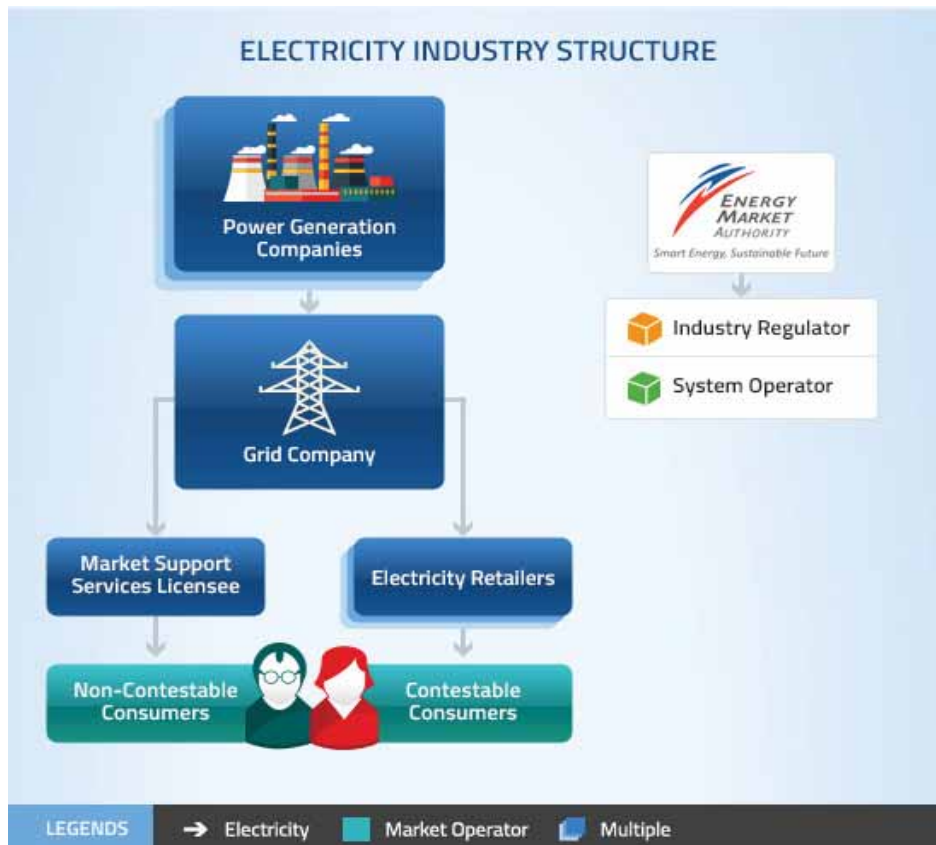 ELECTRICITY INDUSTRY STRUCTURE
Power Generation
Companies
ENERGY
MARKET
AUTHORITY
Smart Energy, Sustainable Future
Industry Regulator
System Operator
Grid Company
Market Support
Services Licensee
Electricity Retailers
Non-Contestable
Consumers
Contestable
Consumers
LEGENDS
Electricity
Market Operator
Multiple